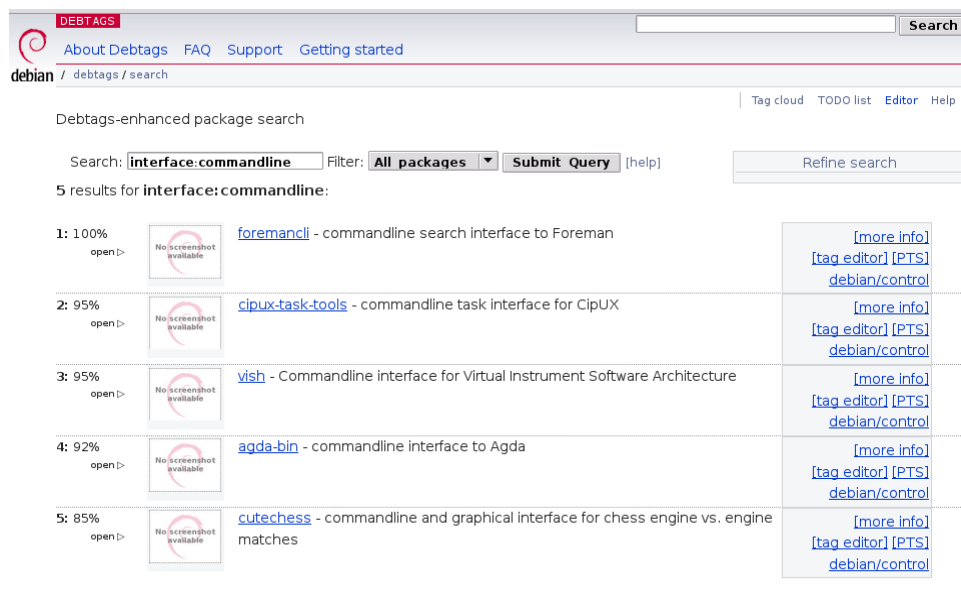 DEBTAGS
Search
About Debtags FAQ Support Getting started
debian / debtags / search
Tag cloud TODO list Editor Help
Debtags-enhanced package search
Search: interface:commandline Filter: All packages Submit Query [help]
Refine search
5 results for interface:commandline:
1: 100%
open ▷
No screenshot
available
foremancli - commandline search interface to Foreman
[more info]
[tag editor] [PTS]
debian/control
2: 95%
open ▷
No screenshot
available
cipux-task-tools - commandline task interface for CipUX
[more info]
[tag editor] [PTS]
debian/control
3: 95%
open ▷
No screenshot
available
vish - Commandline interface for Virtual Instrument Software Architecture
[more info]
[tag editor] [PTS]
debian/control
4: 92%
open ▷
No screenshot
available
agda-bin - commandline interface to Agda
[more info]
[tag editor] [PTS]
debian/control
5: 85%
open ▷
No screenshot
available
cutechess - commandline and graphical interface for chess engine vs. engine
matches
[more info]
[tag editor] [PTS]
debian/control